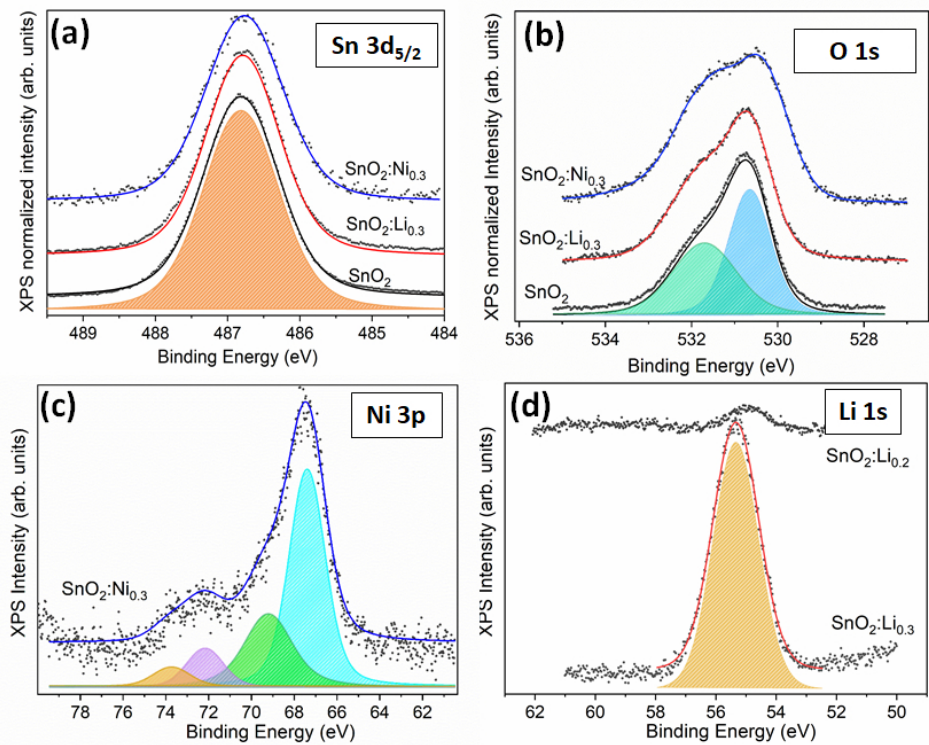 (a)
Sn 3d5/2
SnO2:Ni0.3
SnO2:Li0.3
SnO2
XPS normalized intensity (arb. units)
489 488 487 486 485 484
Binding Energy (eV)
(b)
O 1s
SnO2:Ni0.3
SnO2:Li0.3
SnO2
XPS normalized Intensity (arb. units)
536 534 532 530 528
Binding Energy (eV)
(c)
Ni 3p
SnO2:Ni0.3
XPS Intensity (arb. units)
78 76 74 72 70 68 66 64 62
Binding Energy (eV)
(d)
Li 1s
SnO2:Li0.2
SnO2:Li0.3
XPS Intensity (arb. units)
62 60 58 56 54 52 50
Binding Energy (eV)